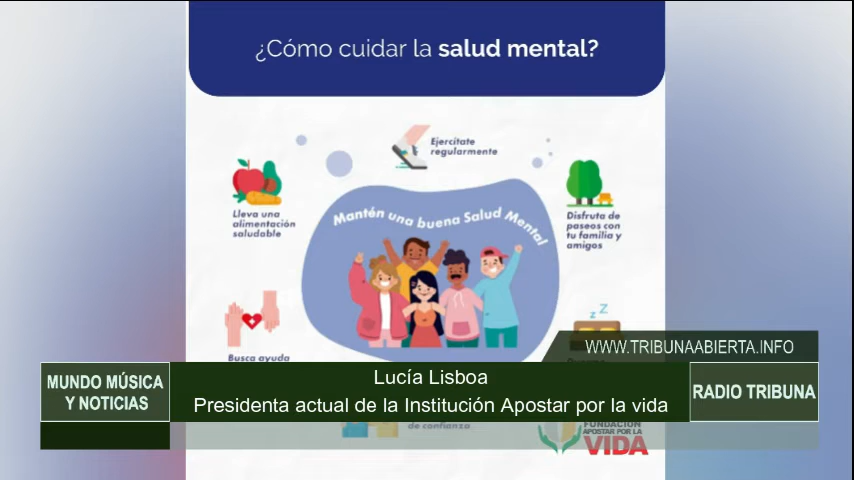 ¿Cómo cuidar la salud mental?
Ejercítate
regularmente
Lleva una
alimentación
saludable
Mantén una buena Salud Mental
Disfruta de
paseos con
tu familia y
amigos
z Z
Busca ayuda
WWW.TRIBUNAABIERTA.INFO
MUNDO MÚSICA
Y NOTICIAS
Lucía Lisboa
Presidenta actual de la Institución Apostar por la vida
RADIO TRIBUNA
de confianza...
FUNDACIÓN
APOSTAR POR LA
VIDA